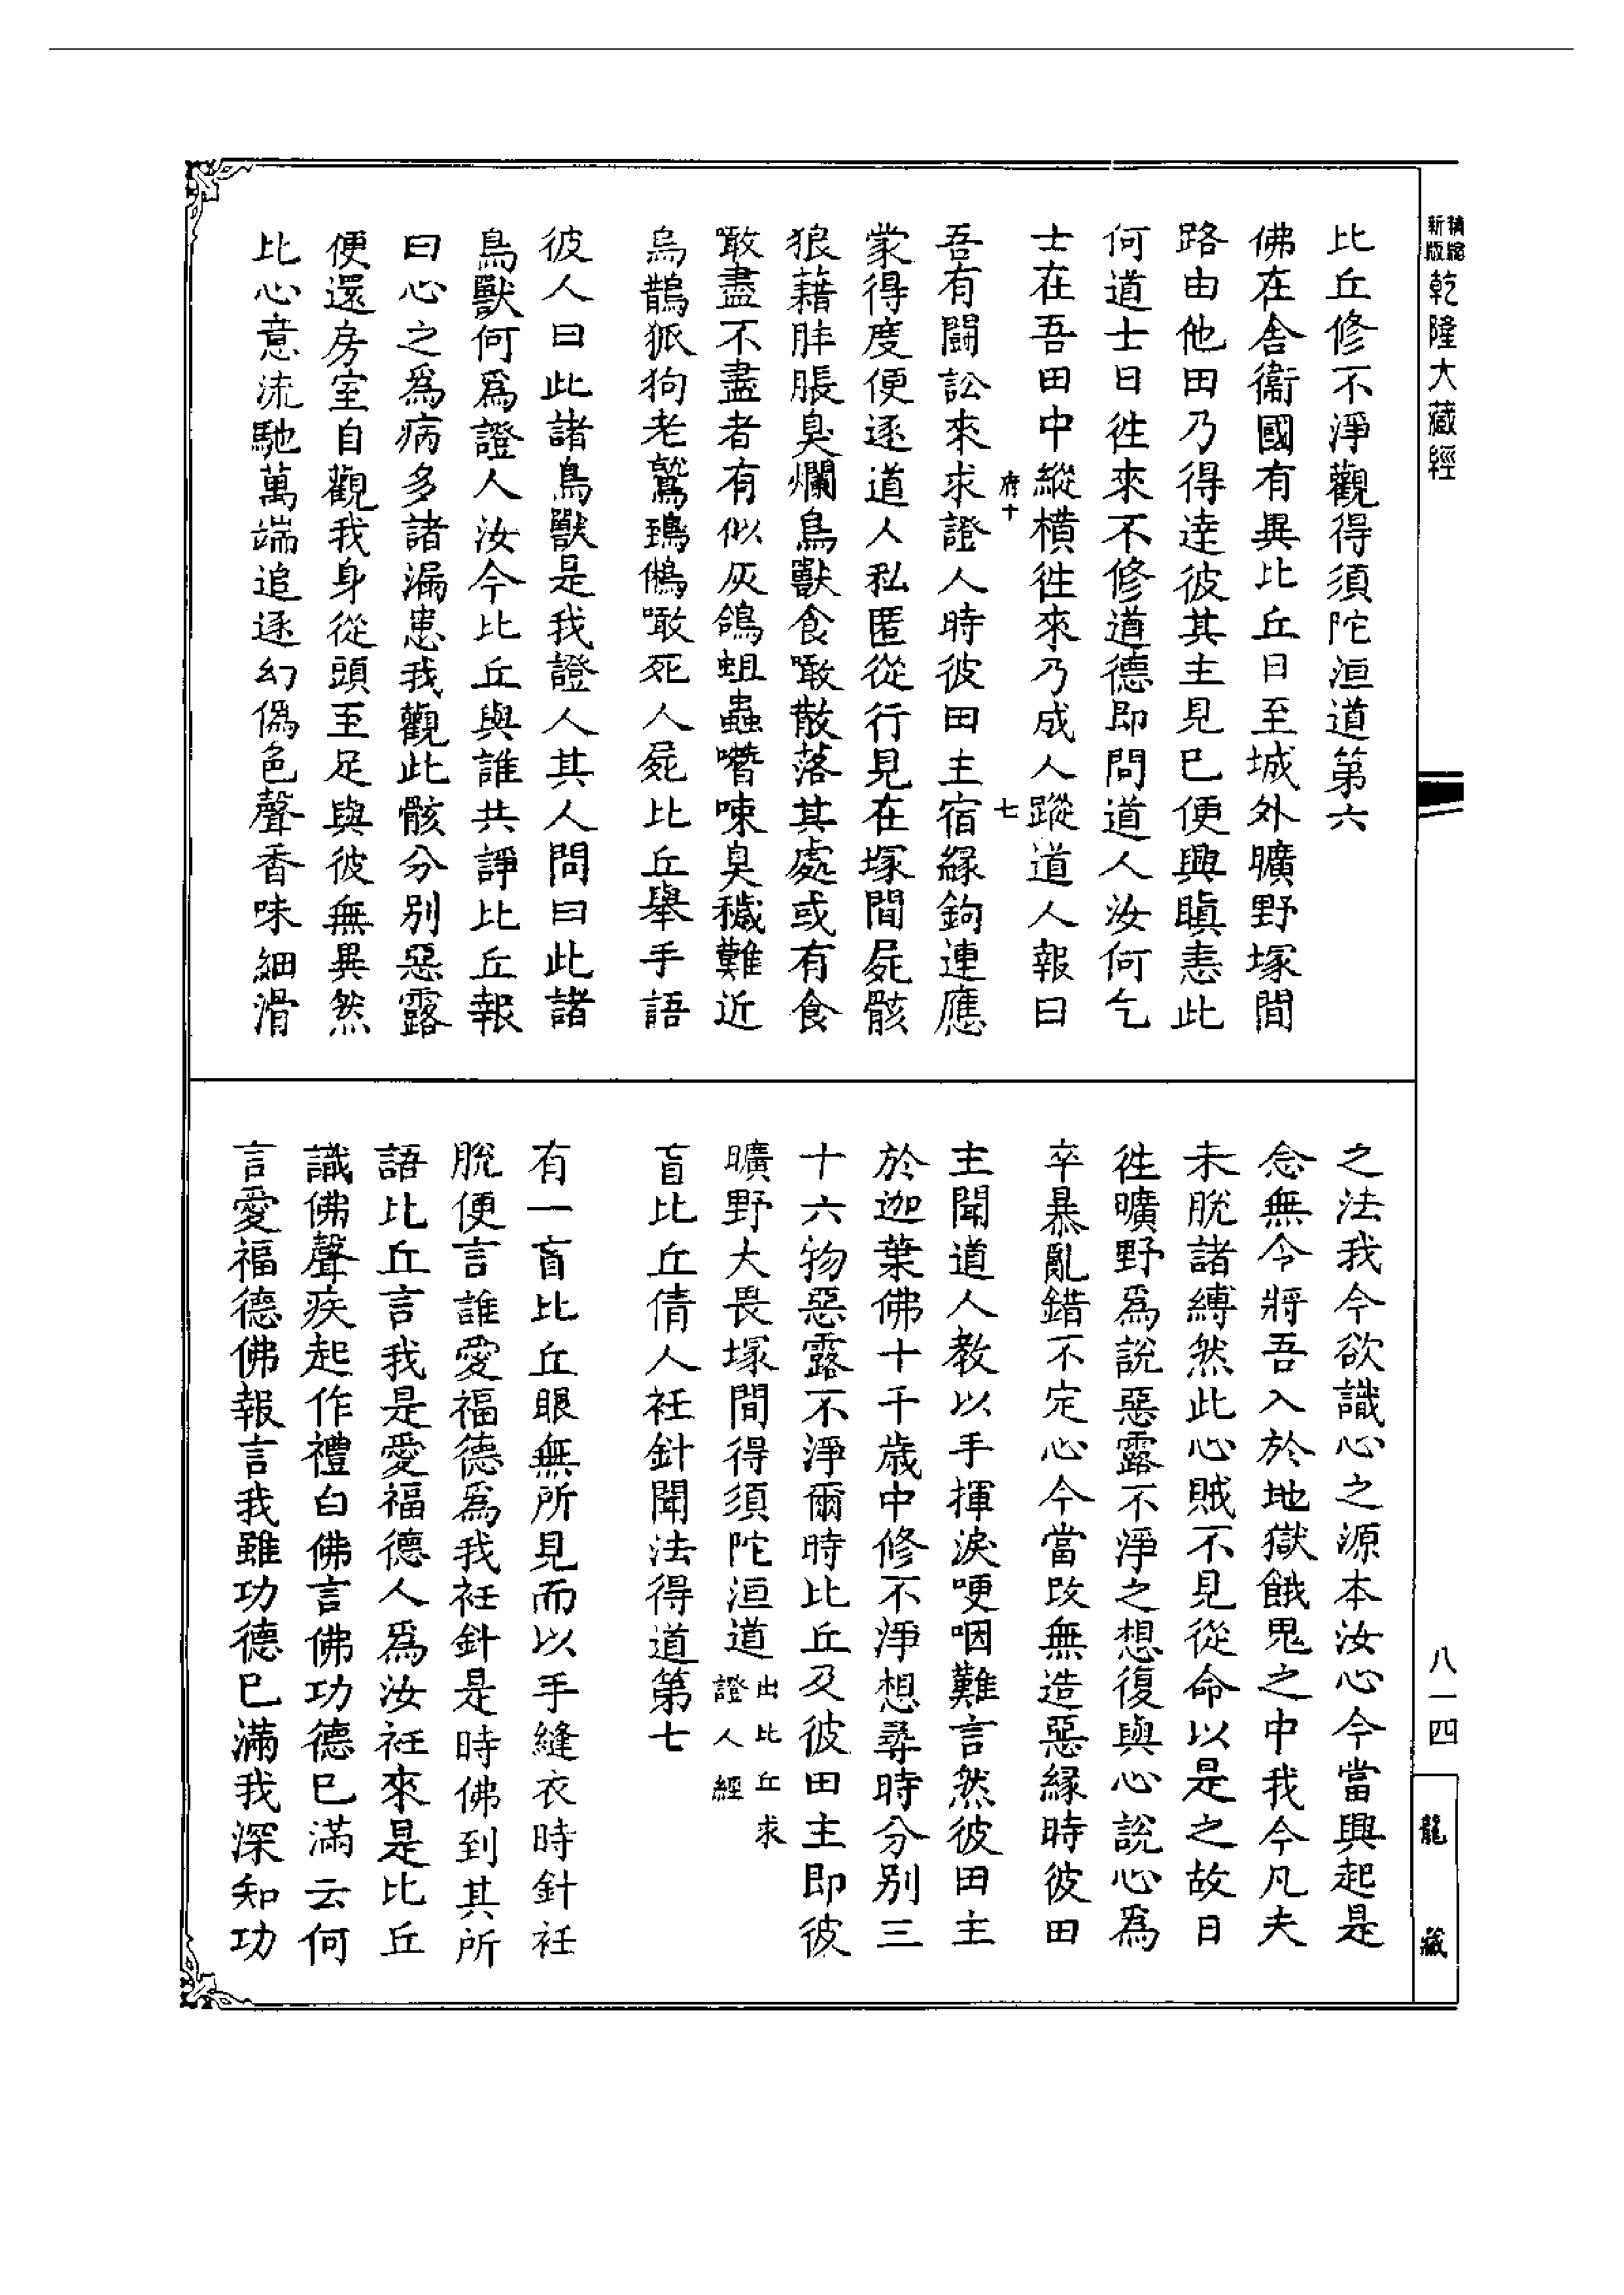 新版精縮乾隆大藏經
比丘修不淨觀得須陀洹道第六
佛在舍衞國有異比丘日至城外曠野塚間
路由他田乃得達彼其主見已便興瞋恚此
何道士日徃來不修道德即問道人汝何乞
士在吾田中縱橫徃來乃成人蹤道人報曰
府十 七
吾有鬭訟來求證人時彼田主宿緣鉤連應
蒙得度便逐道人私匿從行見在塚間屍骸
狼藉胮脹臭爛鳥獸食噉散落其處或有食
噉盡不盡者有似灰鴿蛆蟲噆唼臭穢難近
烏鵲狐狗老鵞鵄鵂噉死人屍比丘舉手語
彼人曰此諸鳥獸是我證人其人問曰此諸
鳥獸何爲證人汝今比丘與誰共諍比丘報
曰心之爲病多諸漏患我觀此骸分別惡露
便還房室自觀我身從頭至足與彼無異然
比心意流馳萬端追逐幻僞色聲香味細滑
之法我今欲識心之源本汝心今當興起是
念無令將吾入於地獄餓鬼之中我今凡夫
未脫諸縛然此心賊不見從命以是之故日
徃曠野爲說惡露不淨之想復與心說心爲
卒暴亂錯不定心今當改無造惡緣時彼田
主聞道人教以手揮淚哽咽難言然彼田主
於迦葉佛十千歲中修不淨想尋時分別三
十六物惡露不淨爾時比丘及彼田主即彼
曠野大畏塚間得須陀洹道出比丘求證人經
盲比丘倩人衽針聞法得道第七
有一盲比丘眼無所見而以手縫衣時針衽
脫便言誰愛福德爲我衽針是時佛到其所
語比丘言我是愛福德人爲汝衽來是比丘
識佛聲疾起作禮白佛言佛功德已滿云何
言愛福德佛報言我雖功德已滿我深知功
八一四
龍藏